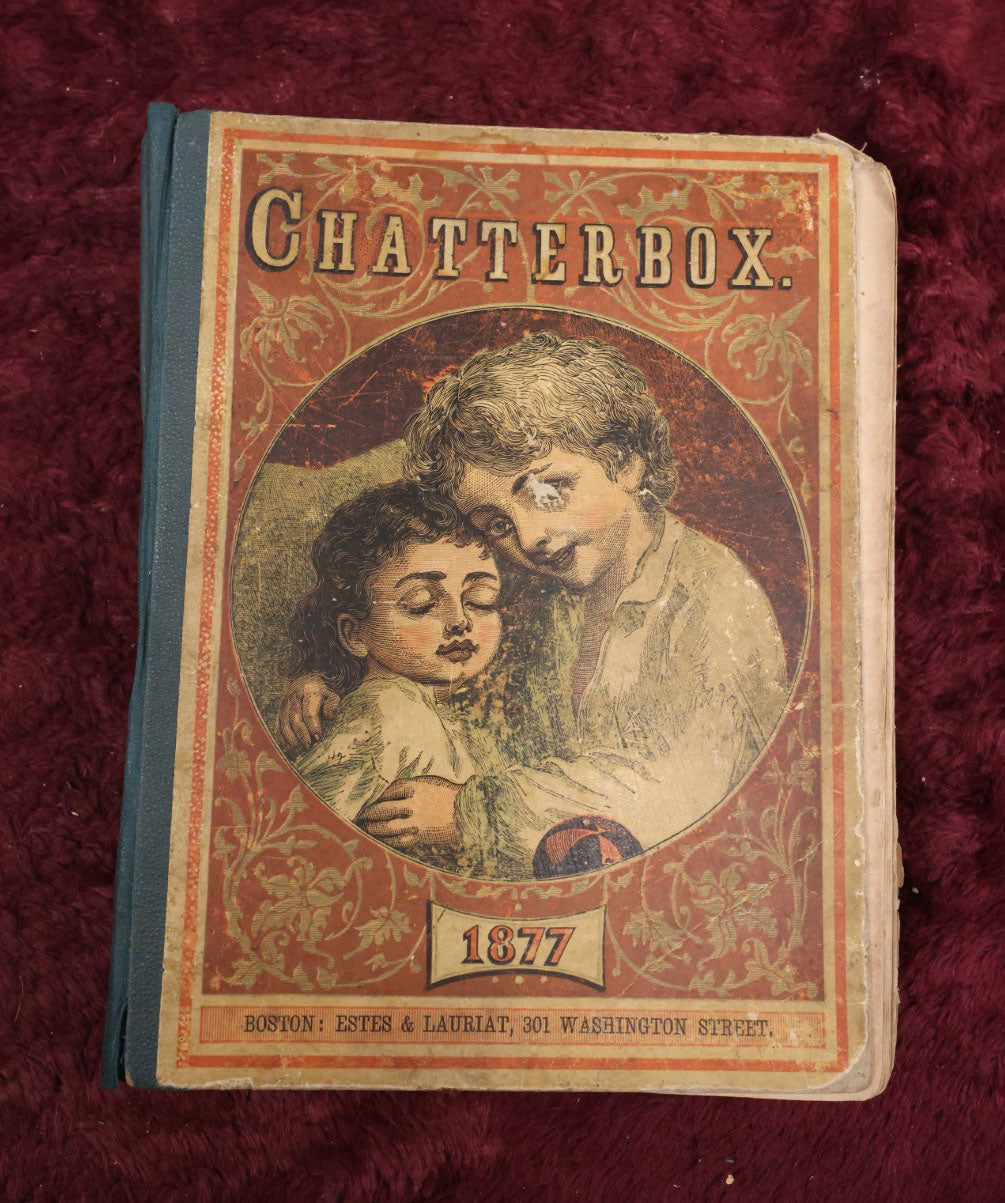 CHATTERBOX.
1877
BOSTON: ESTES & LAURIAT, 301 WASHINGTON STREET.